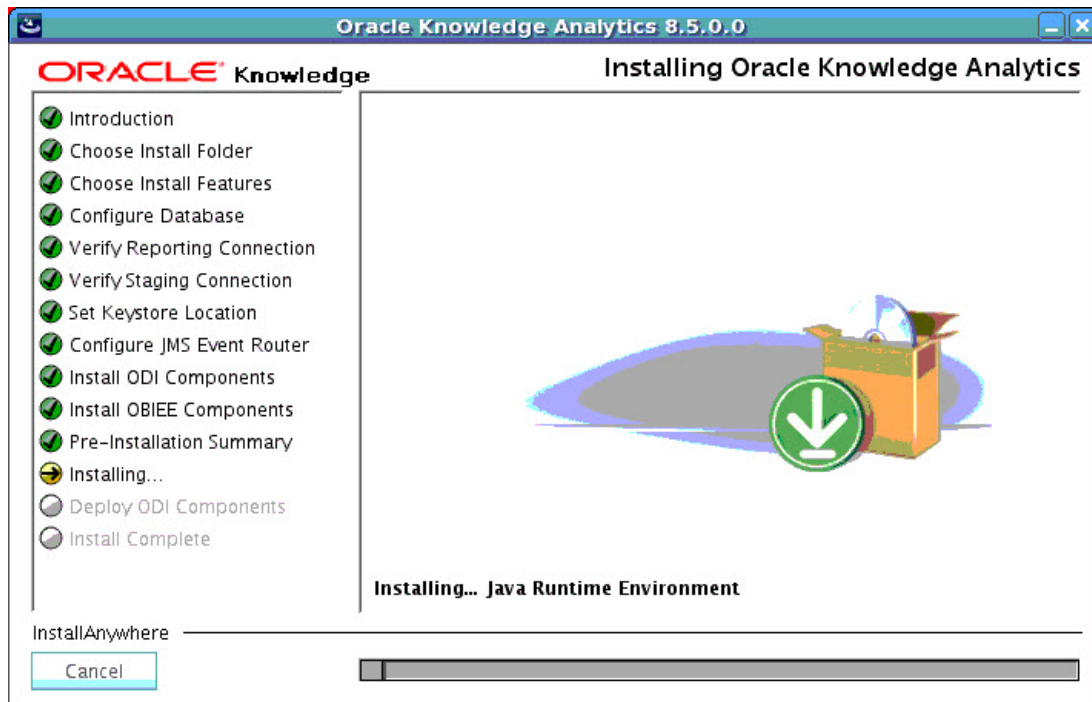 Oracle Knowledge Analytics 8.5.0.0
ORACLE Knowledge
Installing Oracle Knowledge Analytics
Introduction
Choose Install Folder
Choose Install Features
Configure Database
Verify Reporting Connection
Verify Staging Connection
Set Keystore Location
Configure JMS Event Router
Install ODI Components
Install OBIEE Components
Pre-Installation Summary
Installing...
Deploy ODI Components
Install Complete
Installing... Java Runtime Environment
InstallAnywhere
Cancel